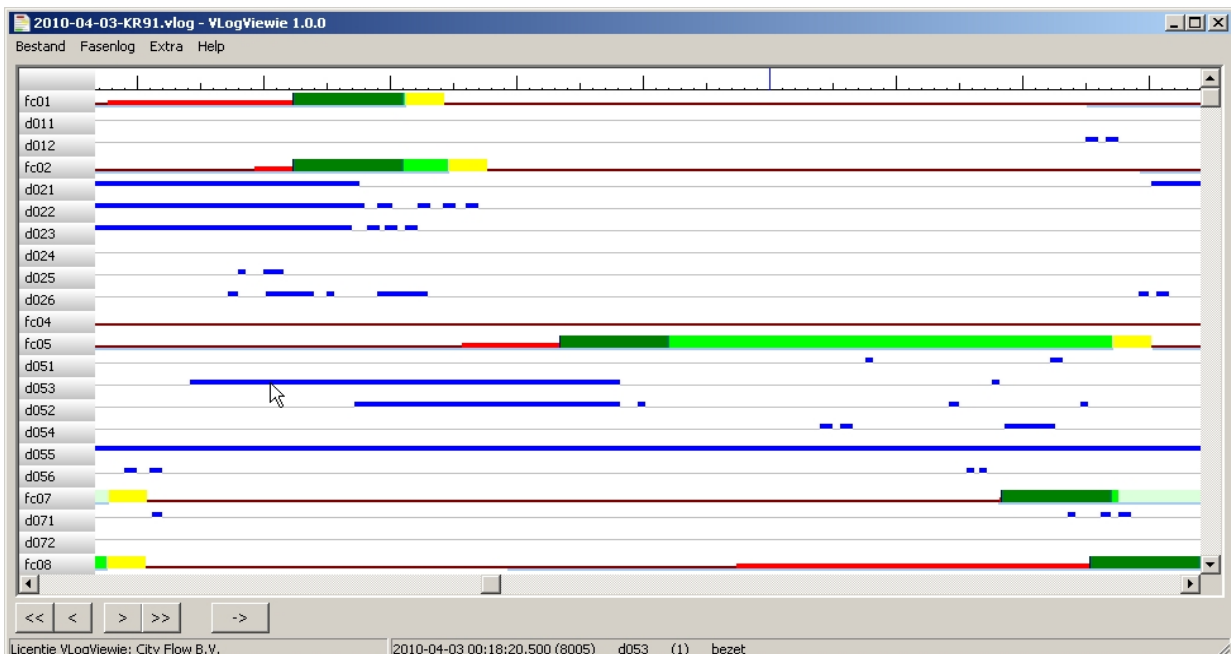 2010-04-03-KR91.vlog - VLogViewie 1.0.0
Bestand Fasenlog Extra Help
fc01
d011
d012
fc02
d021
d022
d023
d024
d025
d026
fc04
fc05
d051
d053
d052
d054
d055
d056
fc07
d071
d072
fc08
<< < > >> ->
Licentie VLogViewie: City Flow B.V. 2010-04-03 00:18:20.500 (8005) d053 (1) bezet